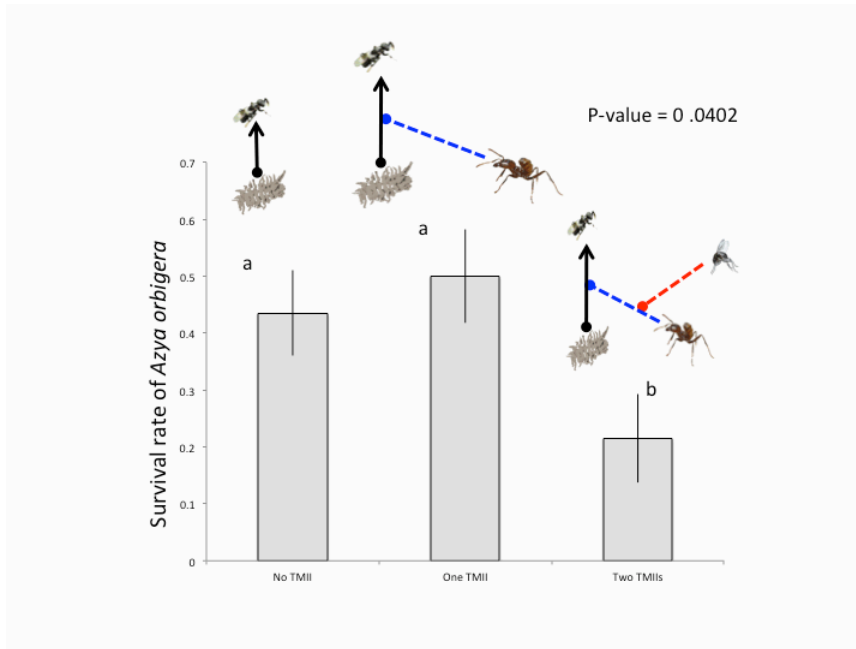 P-value = 0 .0402
Survival rate of Azya orbigera
0.7
0.6
0.5
0.4
0.3
0.2
0.1
0
a
a
b
No TMII
One TMII
Two TMIIs